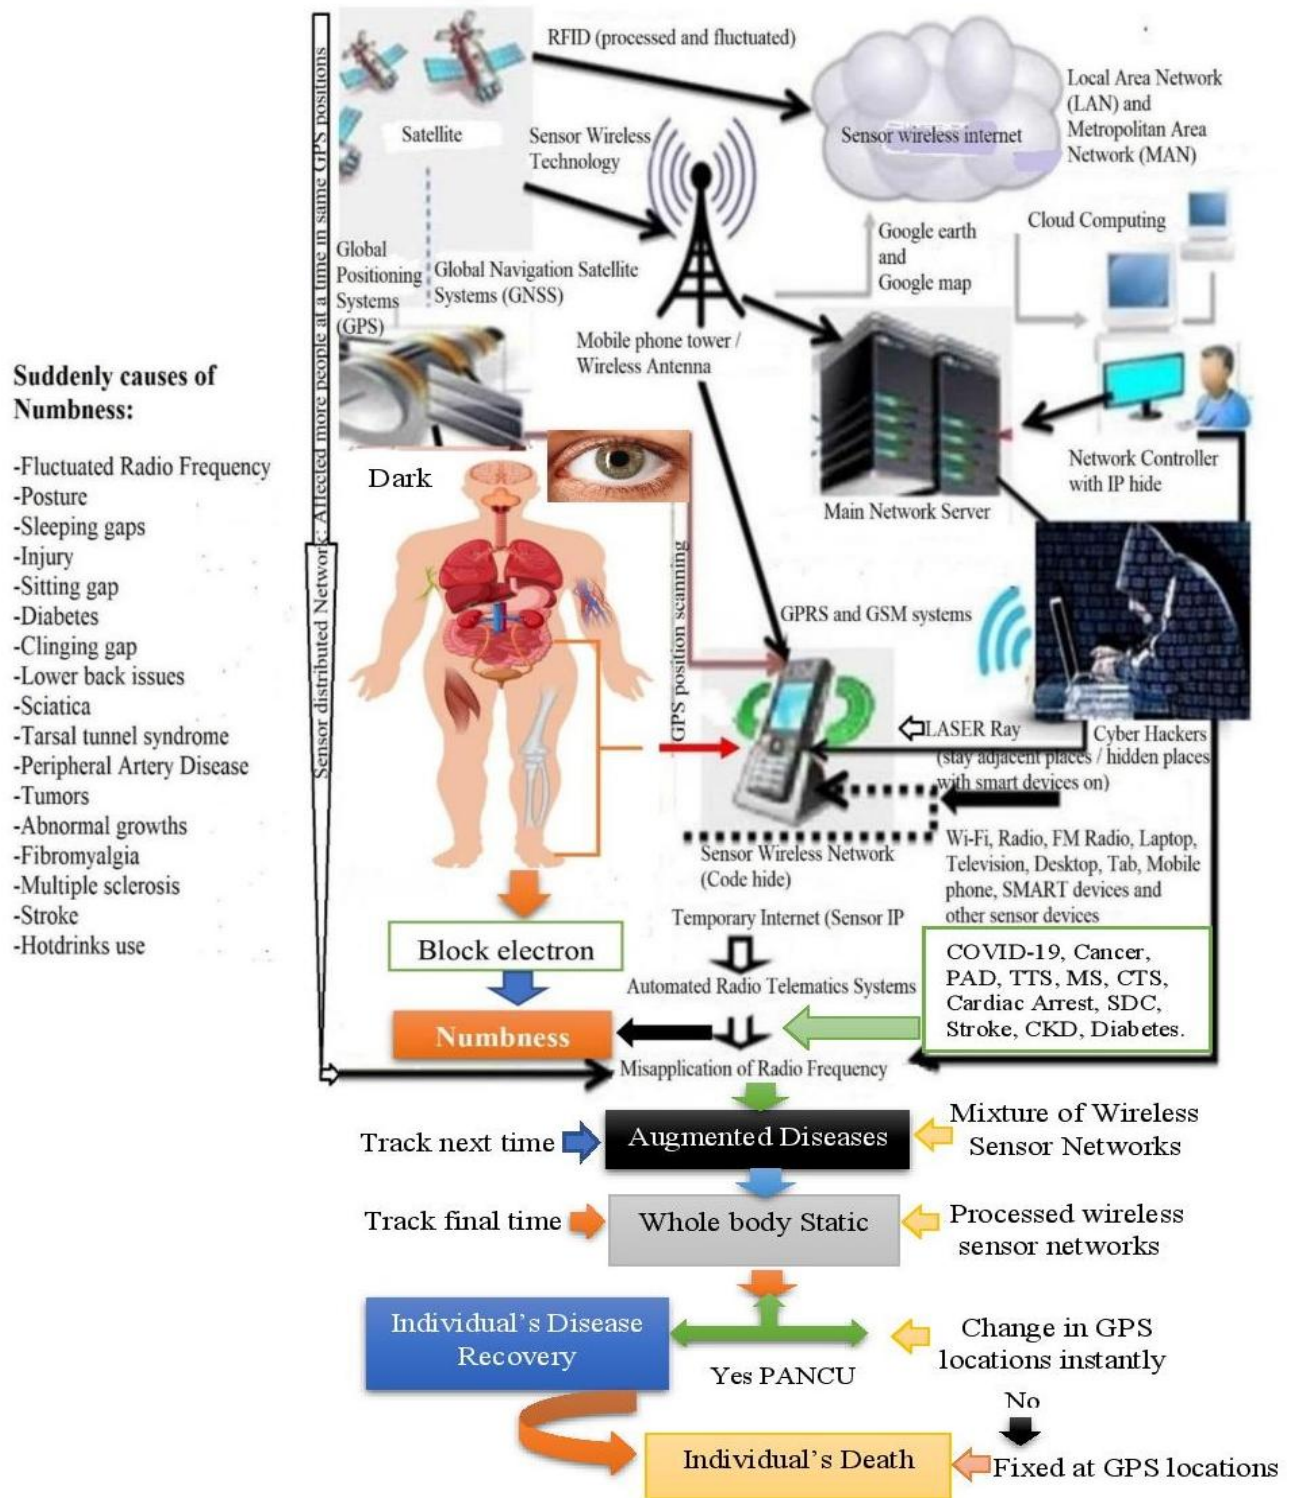 RFID (processed and fluctuated)
Local Area Network
(LAN) and
Metropolitan Area
Network (MAN)
Satellite
Sensor Wireless
Technology
Sensor wireless internet
Cloud Computing
Google earth
and
Google map
Global
Positioning
Systems
(GPS)
Global Navigation Satellite
Systems (GNSS)
Mobile phone tower /
Wireless Antenna
Sensor distributed Network: Affected more people at a time in same GPS positions
Suddenly causes of
Numbness:
-Fluctuated Radio Frequency
-Posture
-Sleeping gaps
-Injury
-Sitting gap
-Diabetes
-Clinging gap
-Lower back issues
-Sciatica
-Tarsal tunnel syndrome
-Peripheral Artery Disease
-Tumors
-Abnormal growths
-Fibromyalgia
-Multiple sclerosis
-Stroke
-Hotdrinks use
Dark
Main Network Server
Network Controller
with IP hide
GPS position scanning
GPRS and GSM systems
LASER Ray
Cyber Hackers
(stay adjacent places / hidden places
with smart devices on)
Sensor Wireless Network
(Code hide)
Wi-Fi, Radio, FM Radio, Laptop,
Television, Desktop, Tab, Mobile
phone, SMART devices and
other sensor devices
Temporary Internet (Sensor IP
Block electron
Automated Radio Telematics Systems
COVID-19, Cancer,
PAD, TTS, MS, CTS,
Cardiac Arrest, SDC,
Stroke, CKD, Diabetes.
Numbness
Misapplication of Radio Frequency
Track next time
Augmented Diseases
Mixture of Wireless
Sensor Networks
Track final time
Whole body Static
Processed wireless
sensor networks
Individual's Disease
Recovery
Yes PANCU
Change in GPS
locations instantly
No
Individual's Death
Fixed at GPS locations